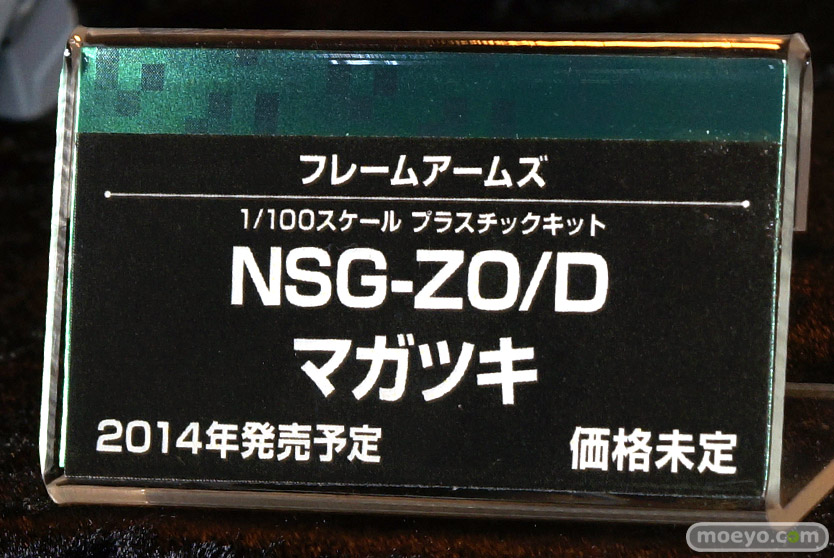 フレームアームズ
1/100スケール プラスチックキット
NSG-ZO/D
マガツキ
2014年発売予定 価格未定
moeyo.com